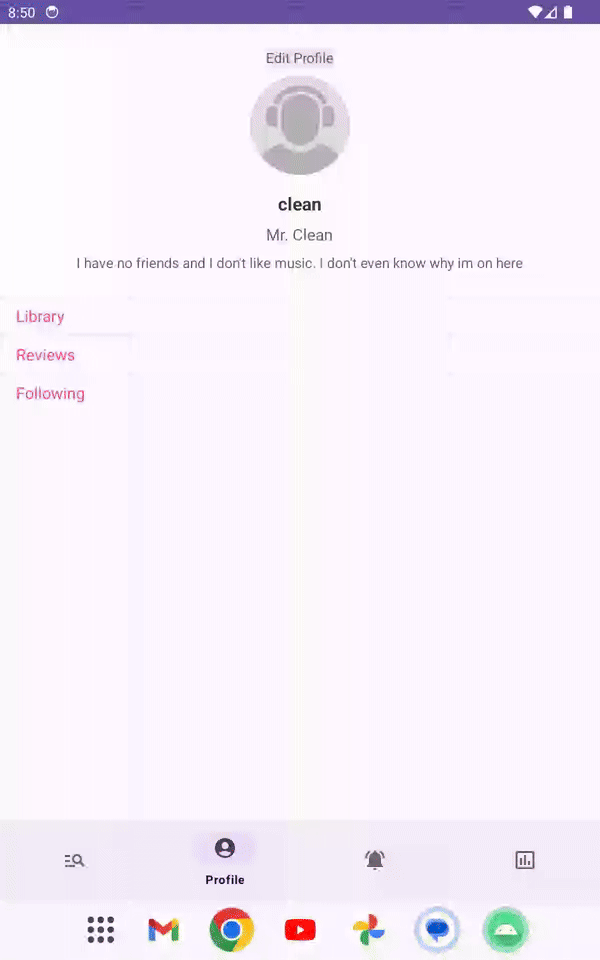 8:50
Edit Profile
clean
Mr. Clean
I have no friends and I don't like music. I don't even know why im on here
Library
Reviews
Following
Profile